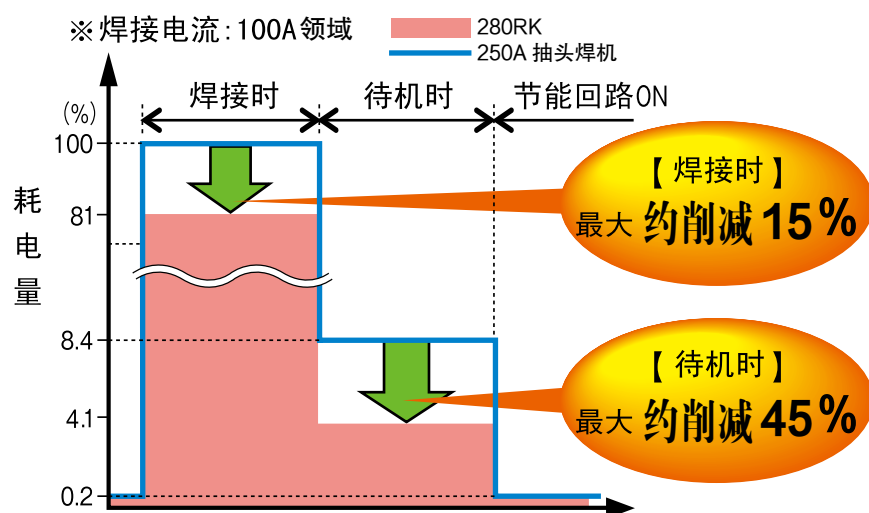 ※焊接电流:100A领域
280RK
250A 抽头焊机
焊接时
待机时
节能回路ON
(%)
100
81
8.4
4.1
0.2
耗电量
【焊接时】
最大 约削减15%
【待机时】
最大 约削减45%